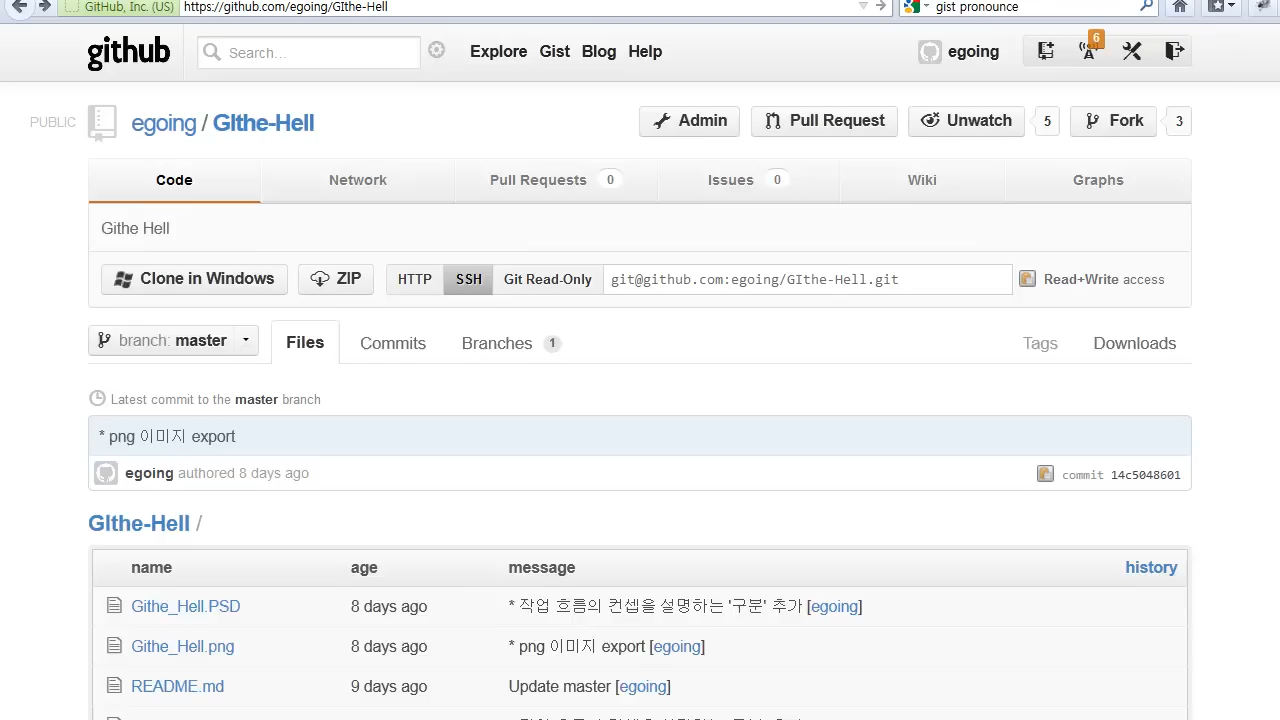 GitHub, Inc. (US) https://github.com/egoing/GIthe-Hell gist pronounce
github Search... Explore Gist Blog Help egoing 6
PUBLIC egoing / GIthe-Hell Admin Pull Request Unwatch 5 Fork 3
Code Network Pull Requests 0 Issues 0 Wiki Graphs
Githe Hell
Clone in Windows ZIP HTTP SSH Git Read-Only git@github.com:egoing/GIthe-Hell.git Read+Write access
branch: master Files Commits Branches 1 Tags Downloads
Latest commit to the master branch
* png 이미지 export
egoing authored 8 days ago commit 14c5048601
GIthe-Hell /
name age message history
Githe_Hell.PSD 8 days ago * 작업 흐름의 컨셉을 설명하는 '구분' 추가 [egoing]
Githe_Hell.png 8 days ago * png 이미지 export [egoing]
README.md 9 days ago Update master [egoing]